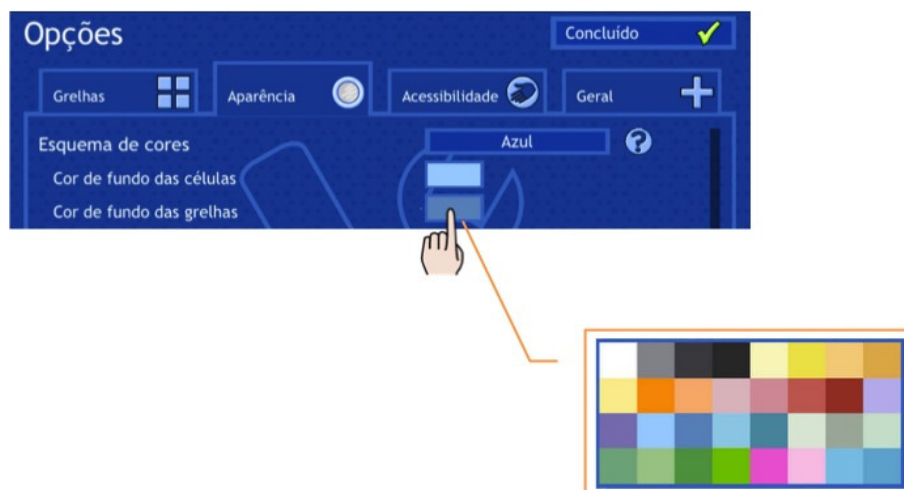 Opções
Concluído
Grelhas
Aparência
Acessibilidade
Geral
Esquema de cores
Azul
Cor de fundo das células
Cor de fundo das grelhas